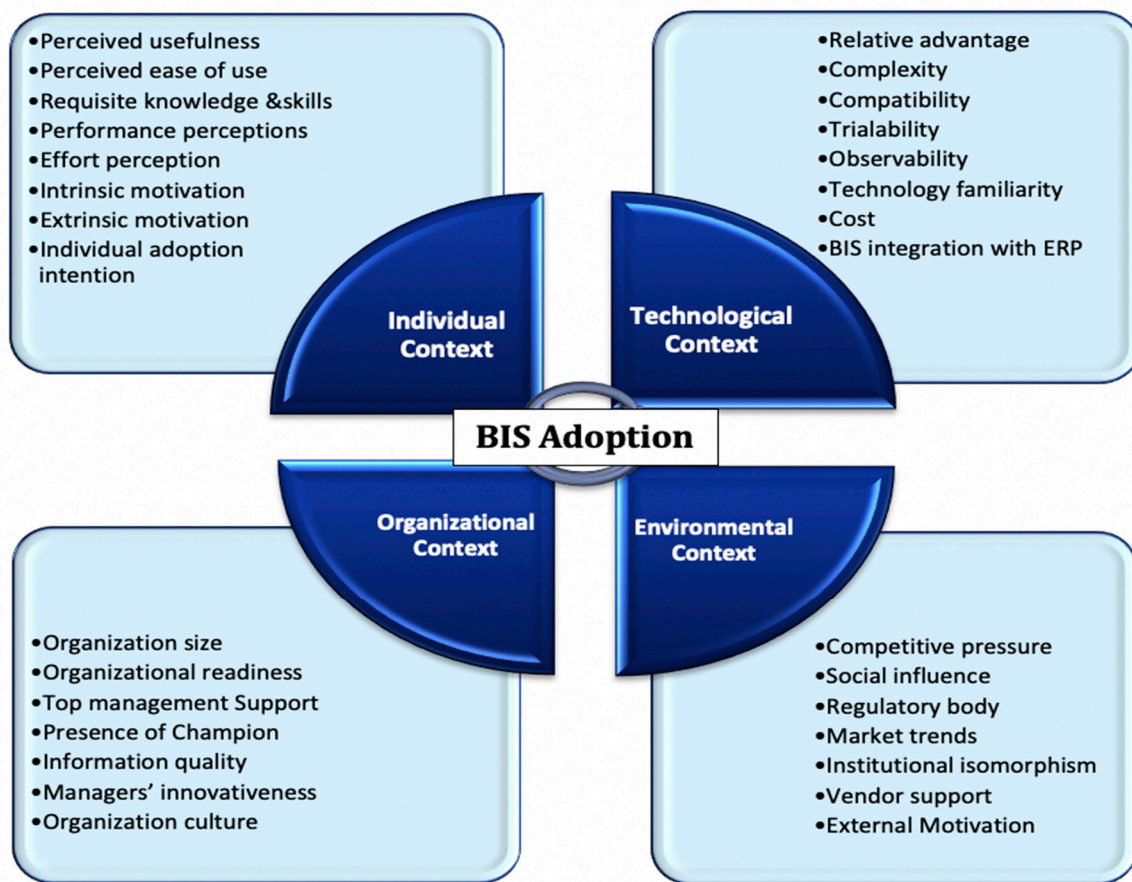 •Perceived usefulness
•Perceived ease of use
•Requisite knowledge &skills
•Performance perceptions
•Effort perception
•Intrinsic motivation
•Extrinsic motivation
•Individual adoption
intention
•Relative advantage
•Complexity
•Compatibility
•Trialability
•Observability
•Technology familiarity
•Cost
•BIS integration with ERP
Individual
Context
Technological
Context
BIS Adoption
Organizational
Context
Environmental
Context
•Organization size
•Organizational readiness
•Top management Support
•Presence of Champion
•Information quality
•Managers’ innovativeness
•Organization culture
•Competitive pressure
•Social influence
•Regulatory body
•Market trends
•Institutional isomorphism
•Vendor support
•External Motivation